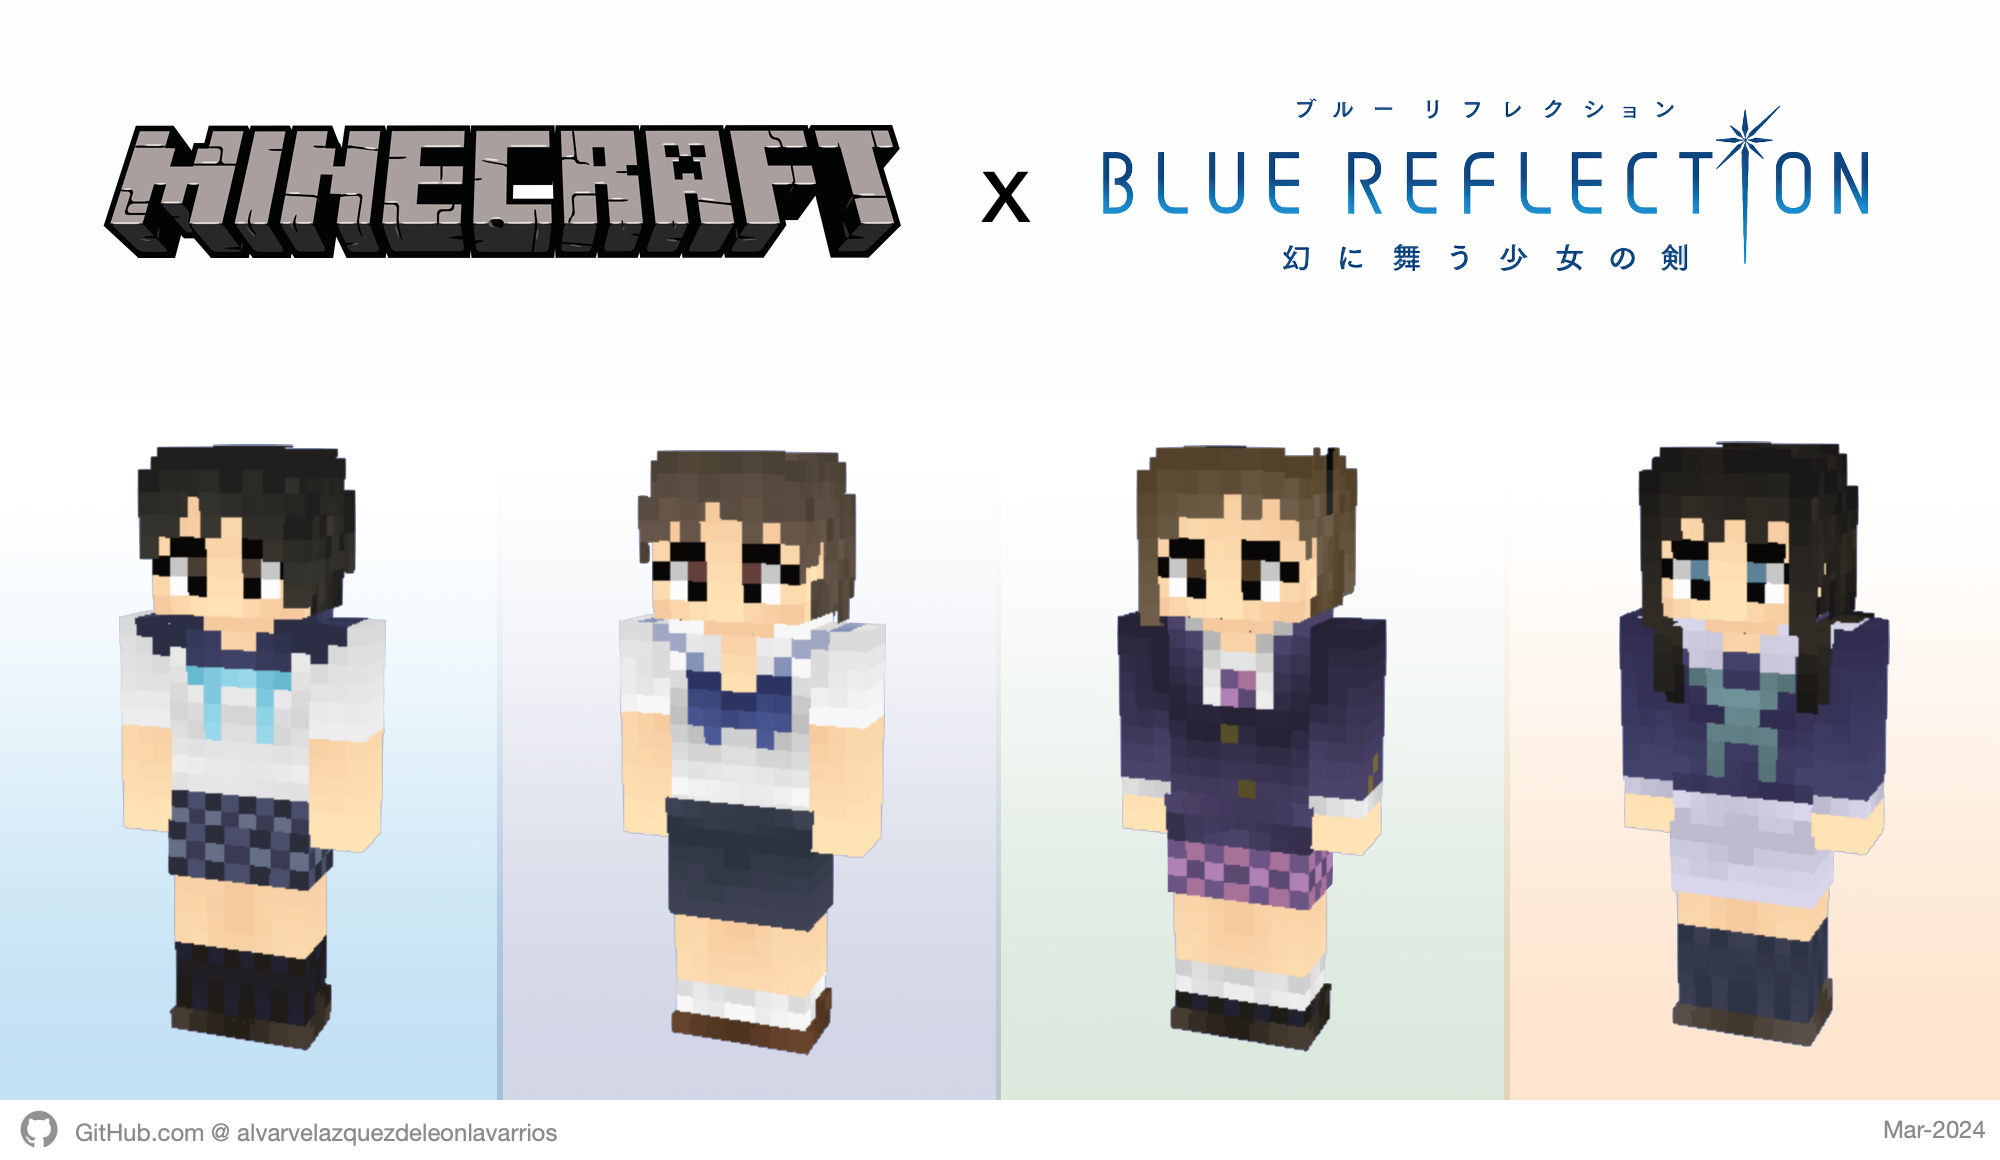 MINECRAFT
x
ブルー リフレクション
BLUE REFLECTION
幻に舞う少女の剣
GitHub.com @ alvarvelazquezdeleonlavarrios
Mar-2024